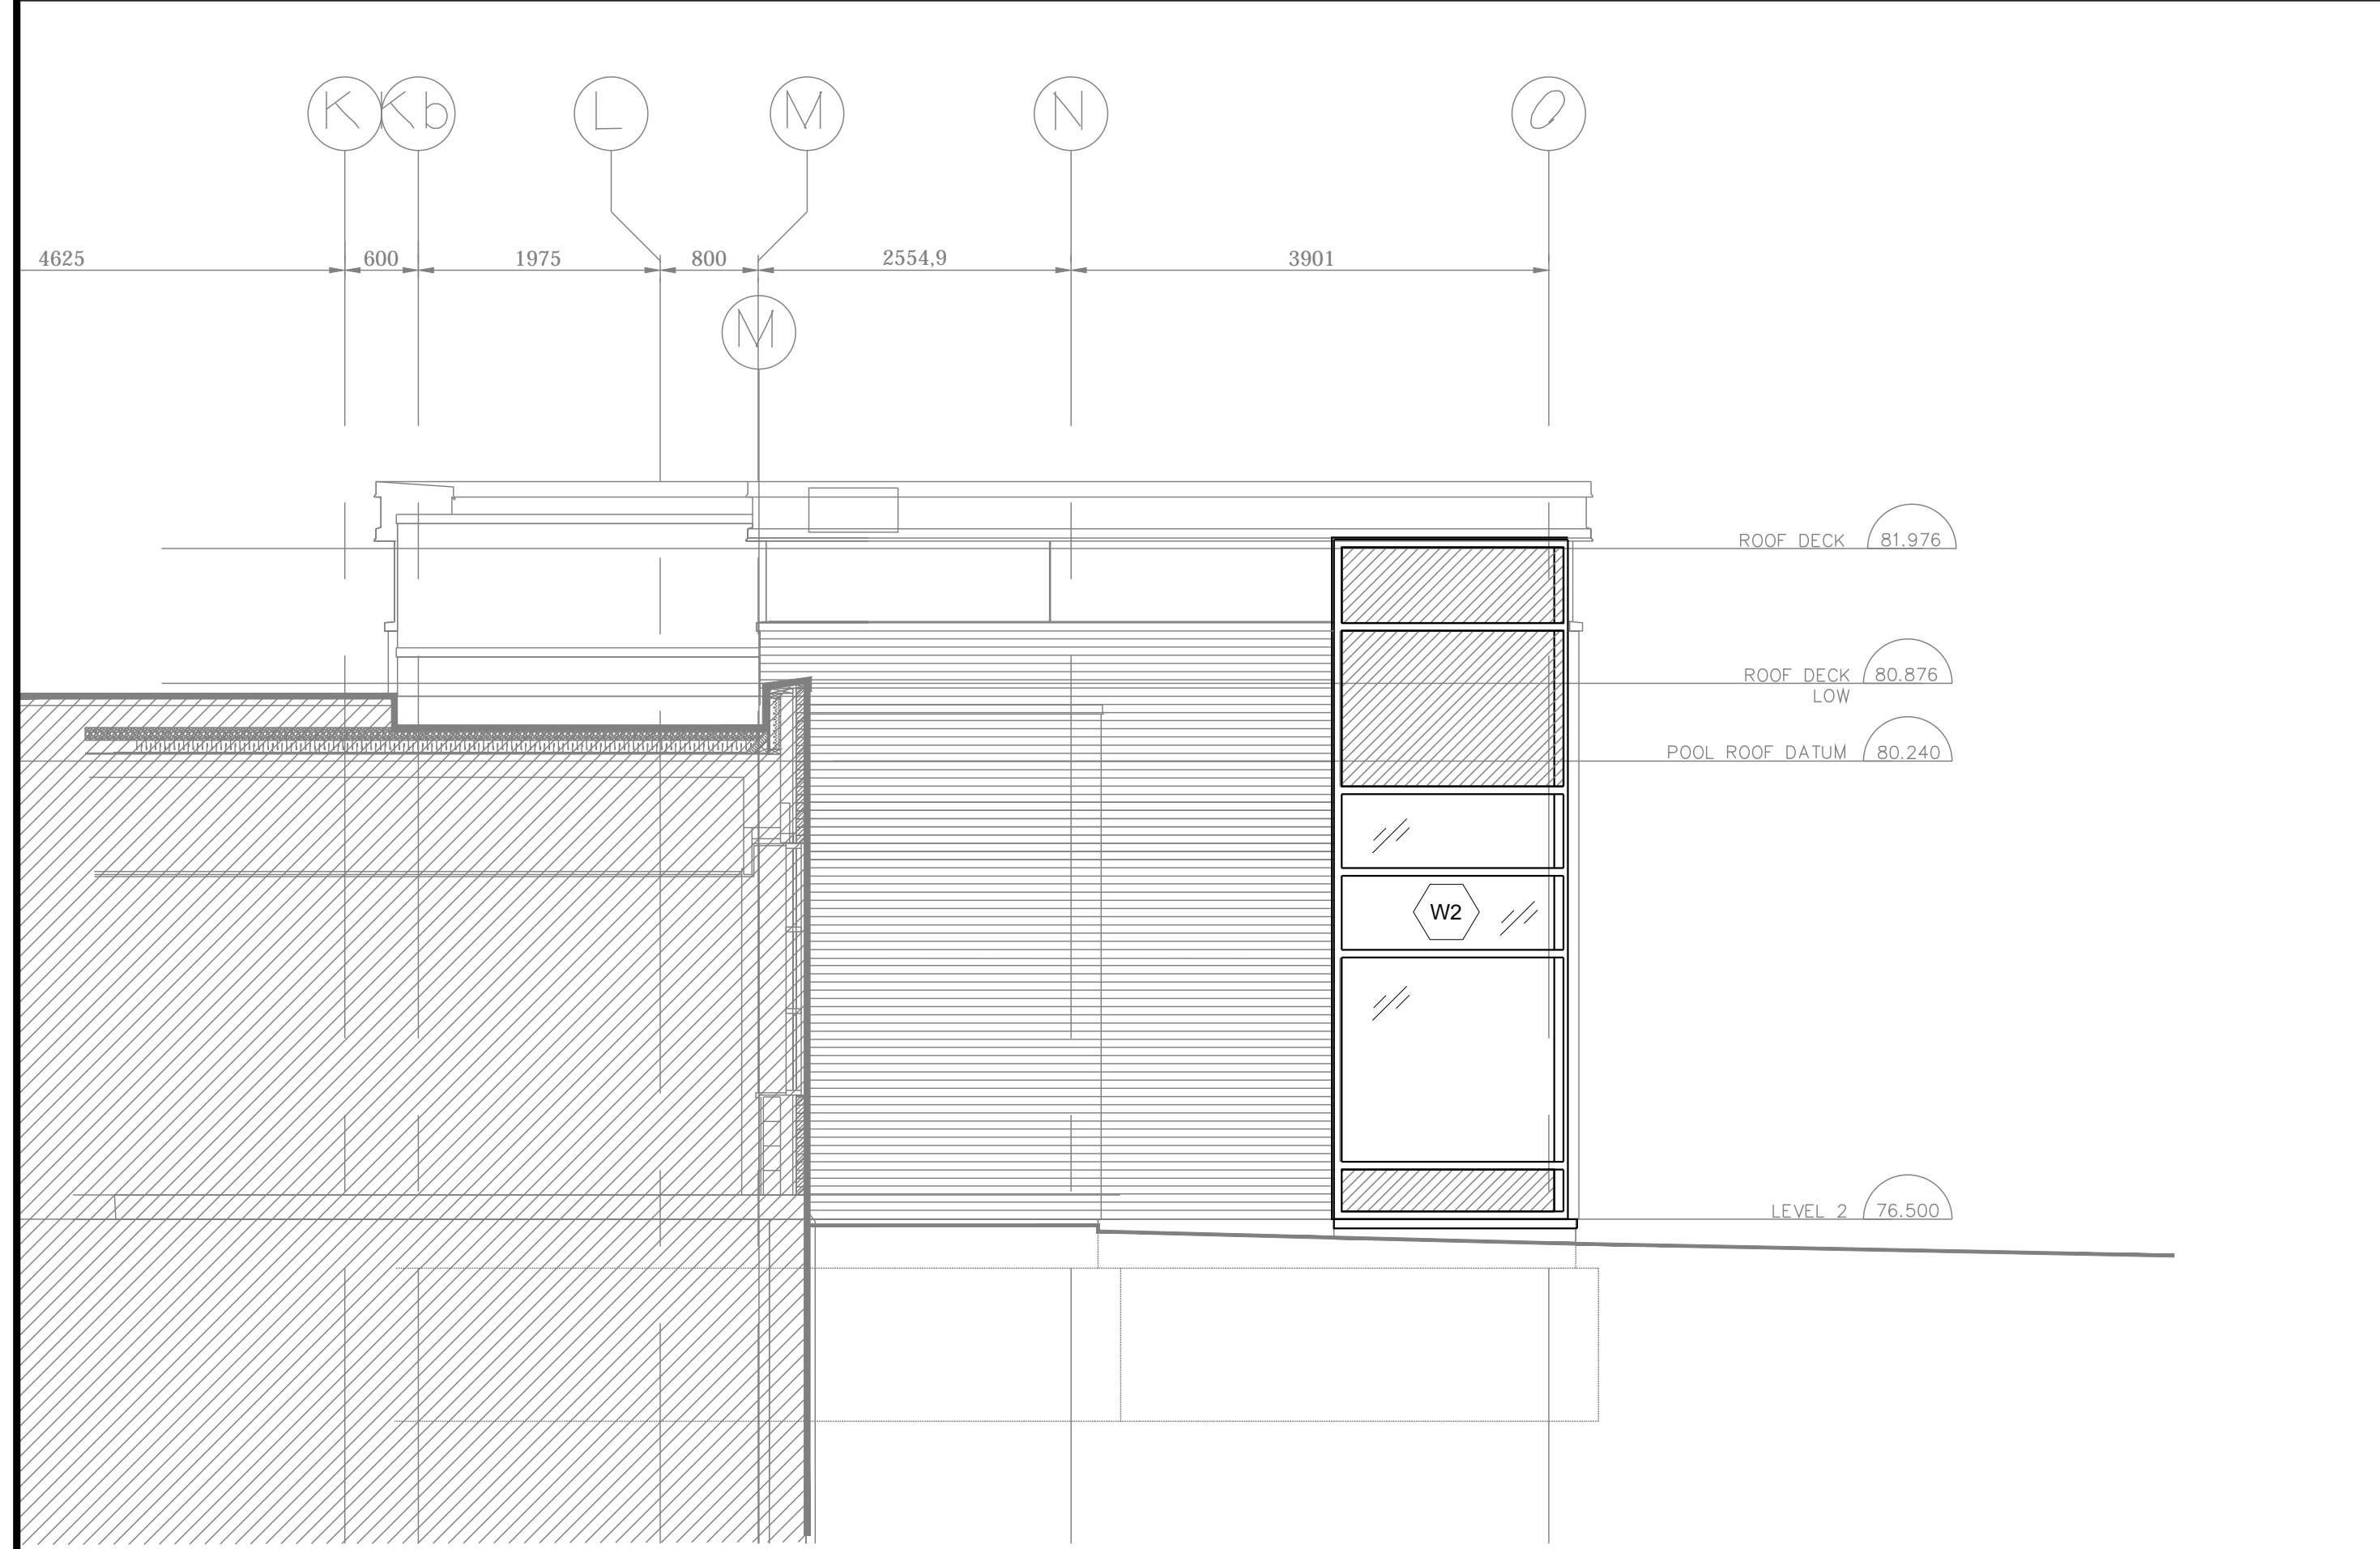 K Kb L M N O
4625 600 1975 800 2554,9 3901
M
ROOF DECK 81.976
ROOF DECK 80.876
LOW
POOL ROOF DATUM 80.240
W2
LEVEL 2 76.500